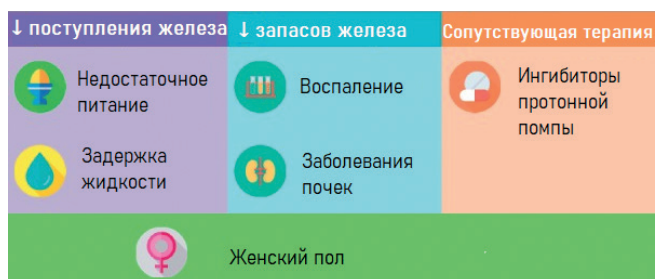 ↓ поступления железа
Недостаточное
питание
Задержка
жидкости
↓ запасов железа
Воспаление
Заболевания
почек
Сопутствующая терапия
Ингибиторы
протонной
помпы
Женский пол